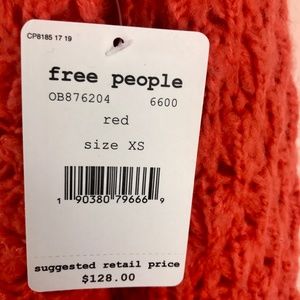 CP8185 17 19
free people
OB876204 6600
red
size XS
1 90380 79666 9
suggested retail price
$128.00